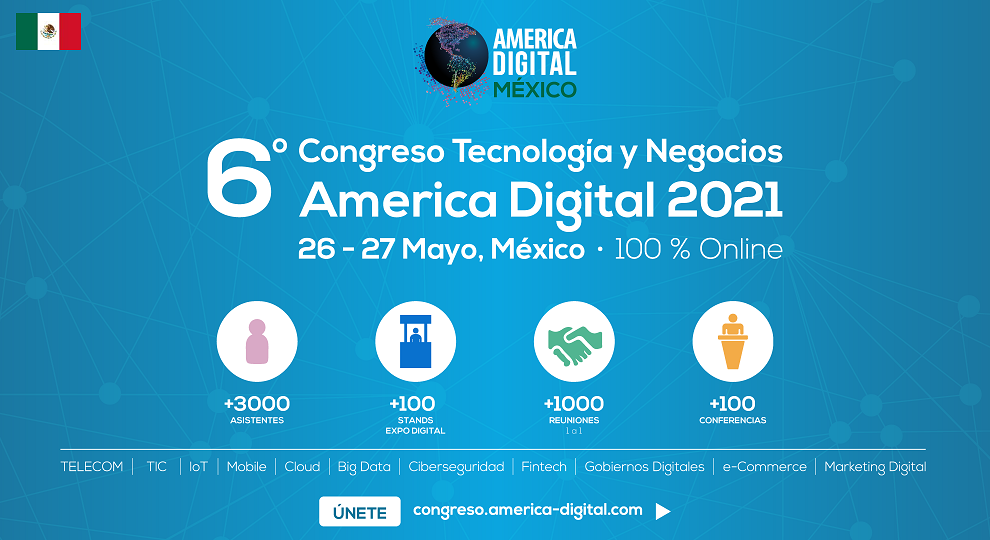 AMERICA
DIGITAL
MÉXICO
6° Congreso Tecnología y Negocios
America Digital 2021
26 - 27 Mayo, México · 100 % Online
+3000
ASISTENTES
+100
STANDS
EXPO DIGITAL
+1000
REUNIONES
1 a 1
+100
CONFERENCIAS
TELECOM | TIC | IoT | Mobile | Cloud | Big Data | Ciberseguridad | Fintech | Gobiernos Digitales | e-Commerce | Marketing Digital
ÚNETE congreso.america-digital.com